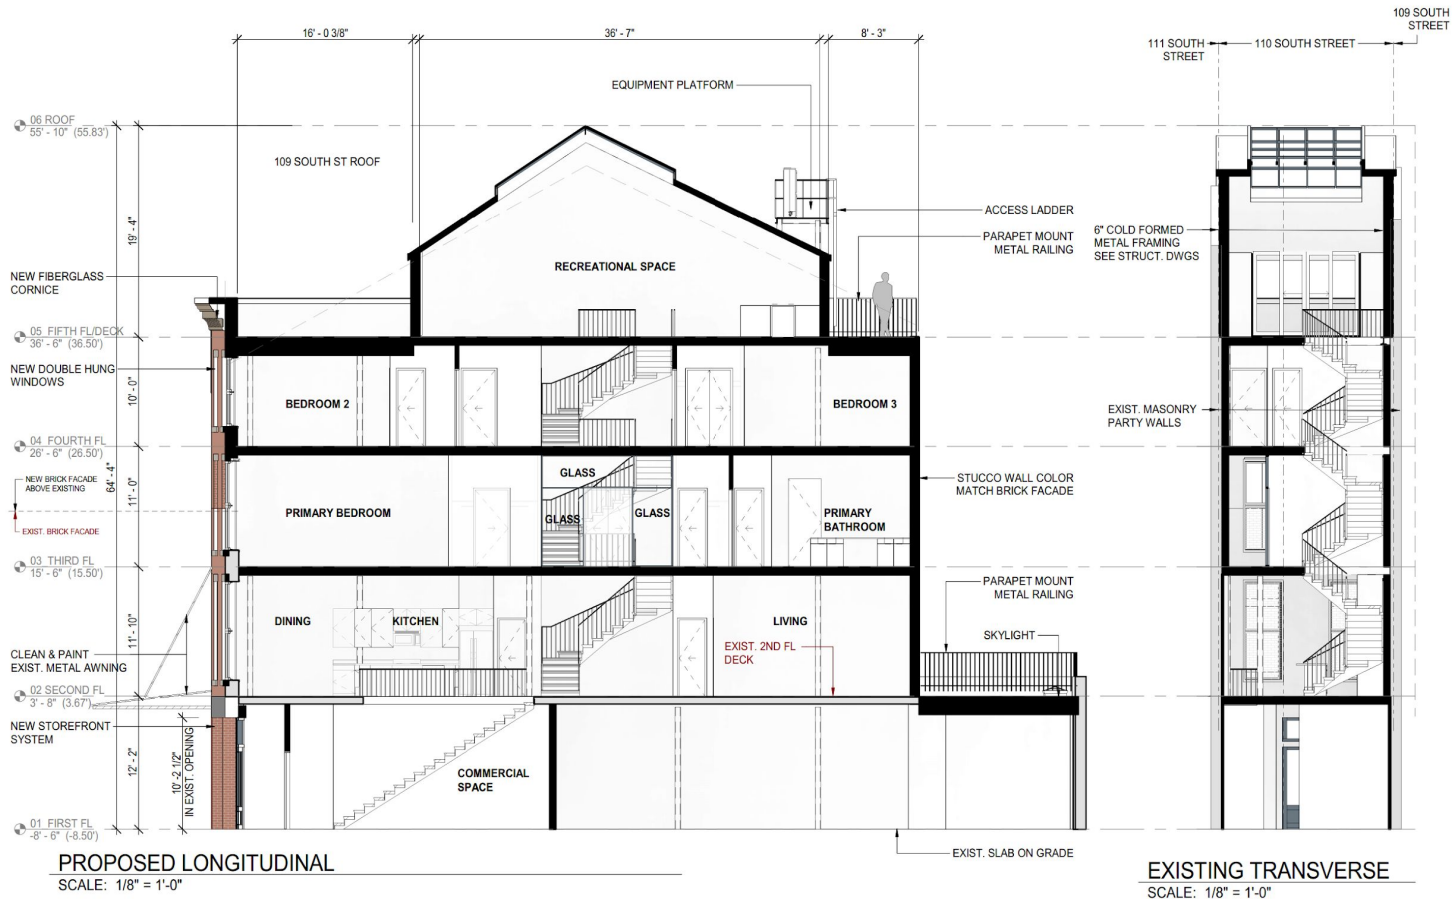 109 SOUTH
STREET
16' - 0 3/8"
36' - 7"
8' - 3"
111 SOUTH
STREET
110 SOUTH STREET
EQUIPMENT PLATFORM
06 ROOF
55' - 10" (55.83')
109 SOUTH ST ROOF
19' - 4"
ACCESS LADDER
PARAPET MOUNT
METAL RAILING
6" COLD FORMED
METAL FRAMING
SEE STRUCT. DWGS
NEW FIBERGLASS
CORNICE
RECREATIONAL SPACE
05 FIFTH FL/DECK
36' - 6" (36.50')
NEW DOUBLE HUNG
WINDOWS
10' - 0"
BEDROOM 2
BEDROOM 3
EXIST. MASONRY
PARTY WALLS
04 FOURTH FL
26' - 6" (26.50')
64' - 4"
NEW BRICK FACADE
ABOVE EXISTING
11' - 0"
GLASS
STUCCO WALL COLOR
MATCH BRICK FACADE
PRIMARY BEDROOM
GLASS
GLASS
PRIMARY
BATHROOM
EXIST. BRICK FACADE
03 THIRD FL
15' - 6" (15.50')
PARAPET MOUNT
METAL RAILING
11' - 10"
DINING
KITCHEN
LIVING
SKYLIGHT
EXIST. 2ND FL
DECK
CLEAN & PAINT
EXIST. METAL AWNING
02 SECOND FL
3' - 8" (3.67')
NEW STOREFRONT
SYSTEM
12' - 2"
10' -2 1/2"
IN EXIST. OPENING
COMMERCIAL
SPACE
01 FIRST FL
-8' - 6" (-8.50')
EXIST. SLAB ON GRADE
PROPOSED LONGITUDINAL
SCALE: 1/8" = 1'-0"
EXISTING TRANSVERSE
SCALE: 1/8" = 1'-0"